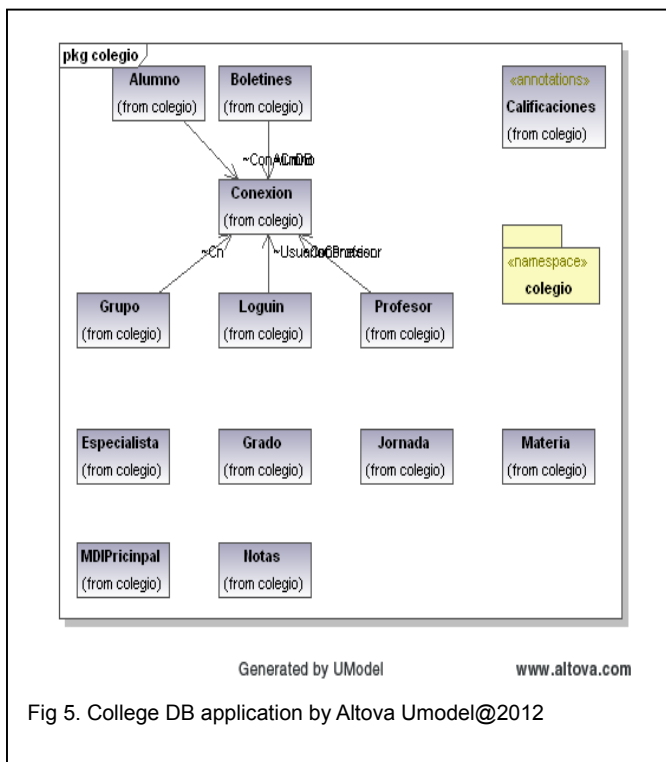 pkg colegio
Alumno
(from colegio)
Boletines
(from colegio)
«annotations»
Calificaciones
(from colegio)
Conexion
(from colegio)
~Cn
Grupo
(from colegio)
Loguin
(from colegio)
Profesor
(from colegio)
«namespace»
colegio
Especialista
(from colegio)
Grado
(from colegio)
Jornada
(from colegio)
Materia
(from colegio)
MDIPricinpal
(from colegio)
Notas
(from colegio)
Generated by UModel
www.altova.com
Fig 5. College DB application by Altova Umodel@2012